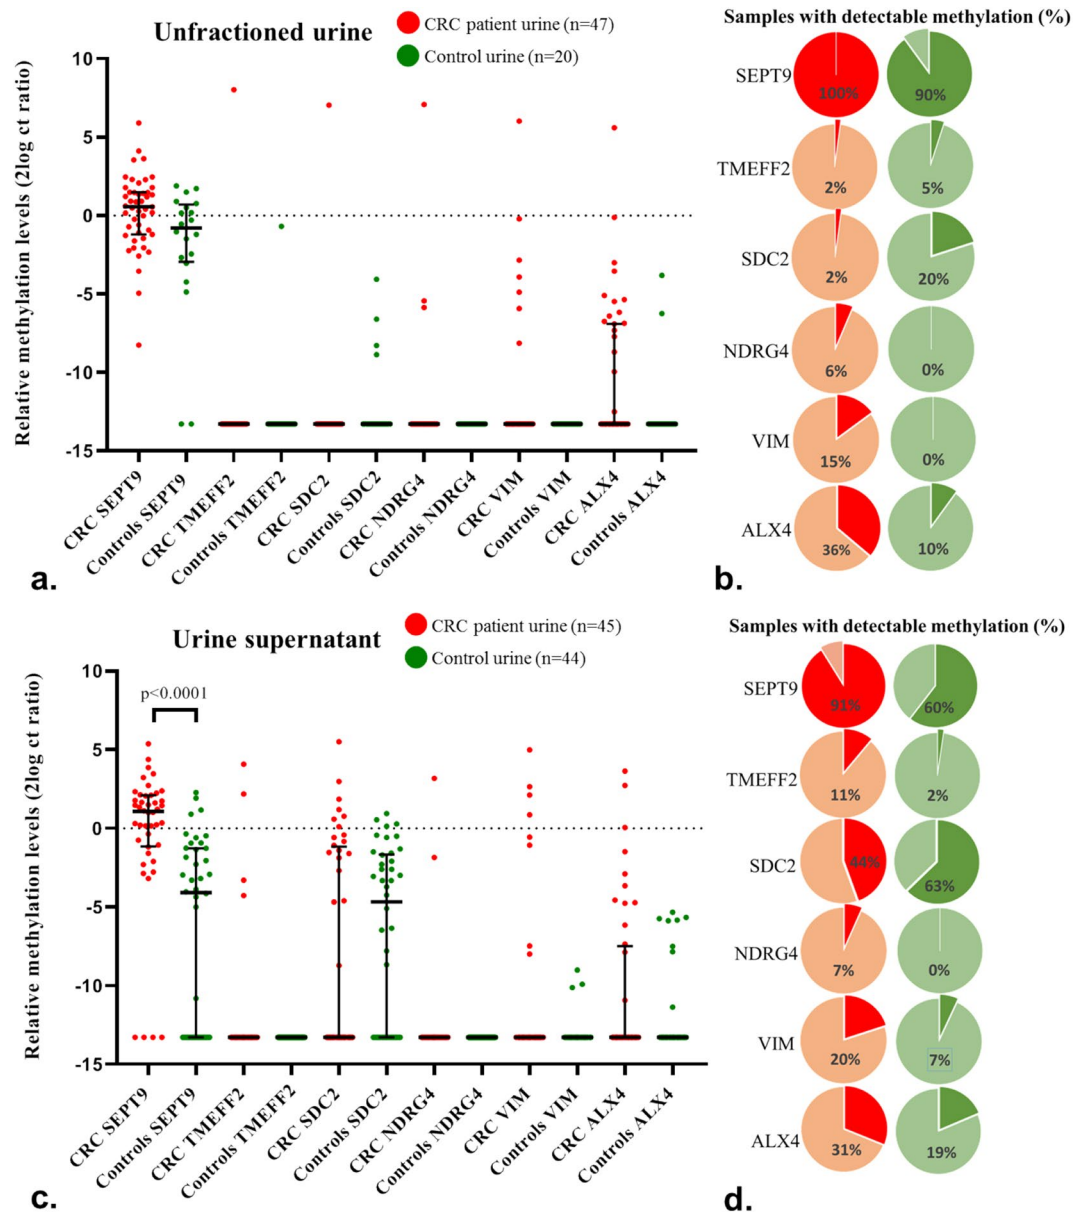 Unfractioned urine
CRC patient urine (n=47)
Control urine (n=20)
Relative methylation levels (2log ct ratio)
10
5
0
-5
-10
-15
CRC SEPT9
Controls SEPT9
CRC TMEFF2
Controls TMEFF2
CRC SDC2
Controls SDC2
CRC NDRG4
Controls NDRG4
CRC VIM
Controls VIM
CRC ALX4
Controls ALX4
a.
Samples with detectable methylation (%)
SEPT9
100%
90%
TMEFF2
2%
5%
SDC2
2%
20%
NDRG4
6%
0%
VIM
15%
0%
ALX4
36%
10%
b.
Urine supernatant
CRC patient urine (n=45)
Control urine (n=44)
Relative methylation levels (2log ct ratio)
10
5
0
-5
-10
-15
p<0.0001
CRC SEPT9
Controls SEPT9
CRC TMEFF2
Controls TMEFF2
CRC SDC2
Controls SDC2
CRC NDRG4
Controls NDRG4
CRC VIM
Controls VIM
CRC ALX4
Controls ALX4
c.
Samples with detectable methylation (%)
SEPT9
91%
60%
TMEFF2
11%
2%
SDC2
44%
63%
NDRG4
7%
0%
VIM
20%
7%
ALX4
31%
19%
d.